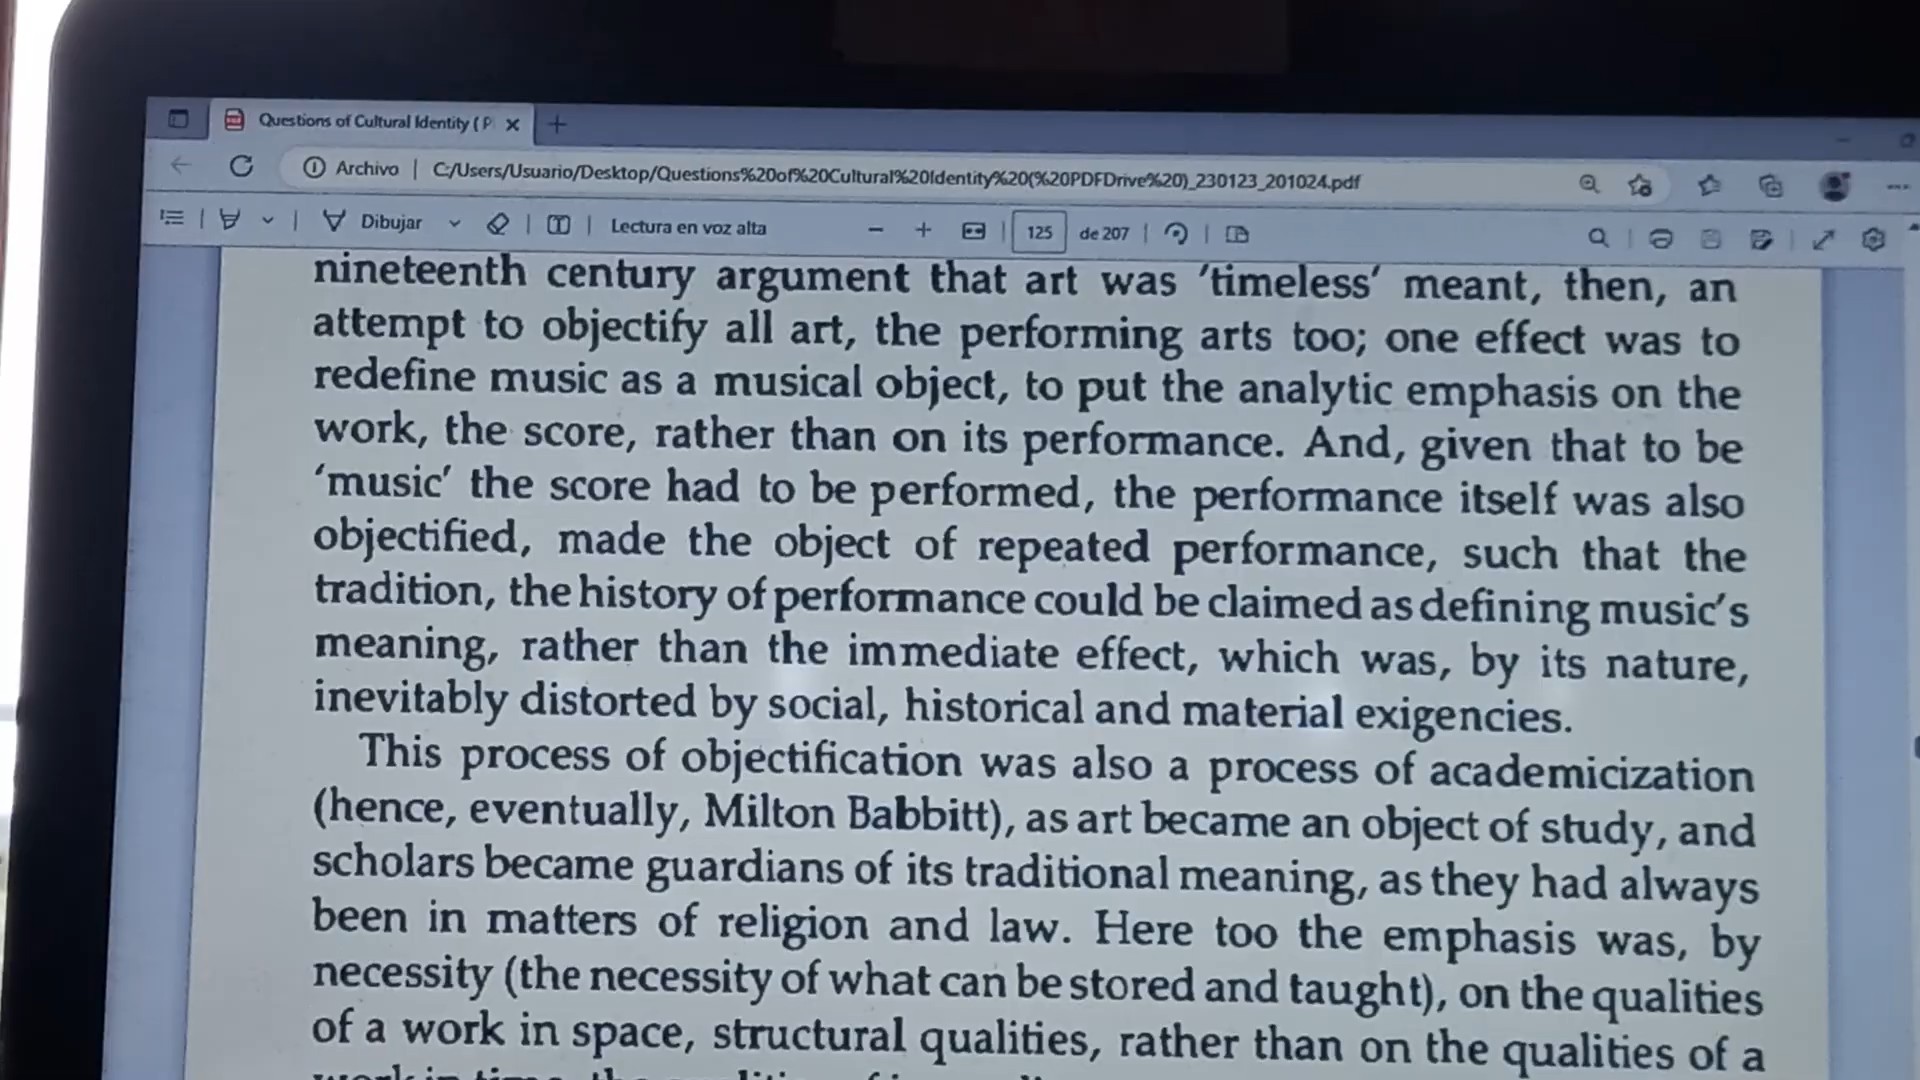 Questions of Cultural Identity ( P
Archivo | C:/Users/Usuario/Desktop/Questions%20of%20Cultural%20Identity%20(%20PDFDrive%20)_230123_201024.pdf
Dibujar Lectura en voz alta 125 de 207
nineteenth century argument that art was ‘timeless’ meant, then, an
attempt to objectify all art, the performing arts too; one effect was to
redefine music as a musical object, to put the analytic emphasis on the
work, the score, rather than on its performance. And, given that to be
‘music’ the score had to be performed, the performance itself was also
objectified, made the object of repeated performance, such that the
tradition, the history of performance could be claimed as defining music’s
meaning, rather than the immediate effect, which was, by its nature,
inevitably distorted by social, historical and material exigencies.
This process of objectification was also a process of academicization
(hence, eventually, Milton Babbitt), as art became an object of study, and
scholars became guardians of its traditional meaning, as they had always
been in matters of religion and law. Here too the emphasis was, by
necessity (the necessity of what can be stored and taught), on the qualities
of a work in space, structural qualities, rather than on the qualities of a